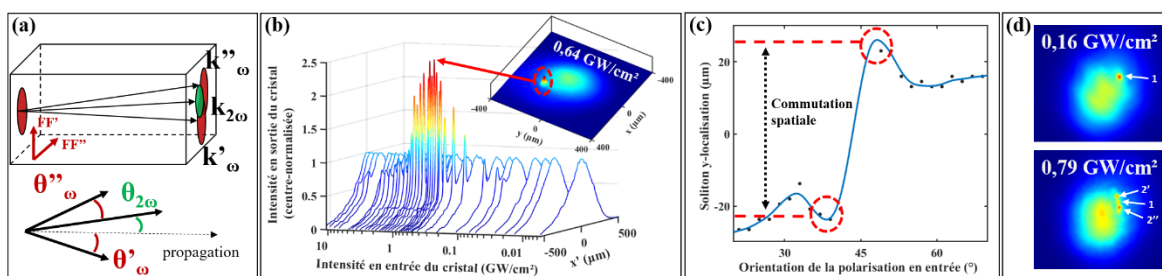 (a)
k''ω
k2ω
k'ω
FF'
FF''
θ''ω
θ2ω
θ'ω
propagation
(b)
0,64 GW/cm²
Intensité en sortie du cristal
(centre-normalisée)
2.5
2
1.5
1
0.5
0
10
1
0.1
0.01
Intensité en entrée du cristal (GW/cm²)
-500
0
500
x' (µm)
-400
0
400
y (µm)
400
0
-400
x (µm)
(c)
Soliton y-localisation (µm)
20
0
-20
Commutation
spatiale
30
45
60
Orientation de la polarisation en entrée (°)
(d)
0,16 GW/cm²
1
0,79 GW/cm²
2'
1
2''